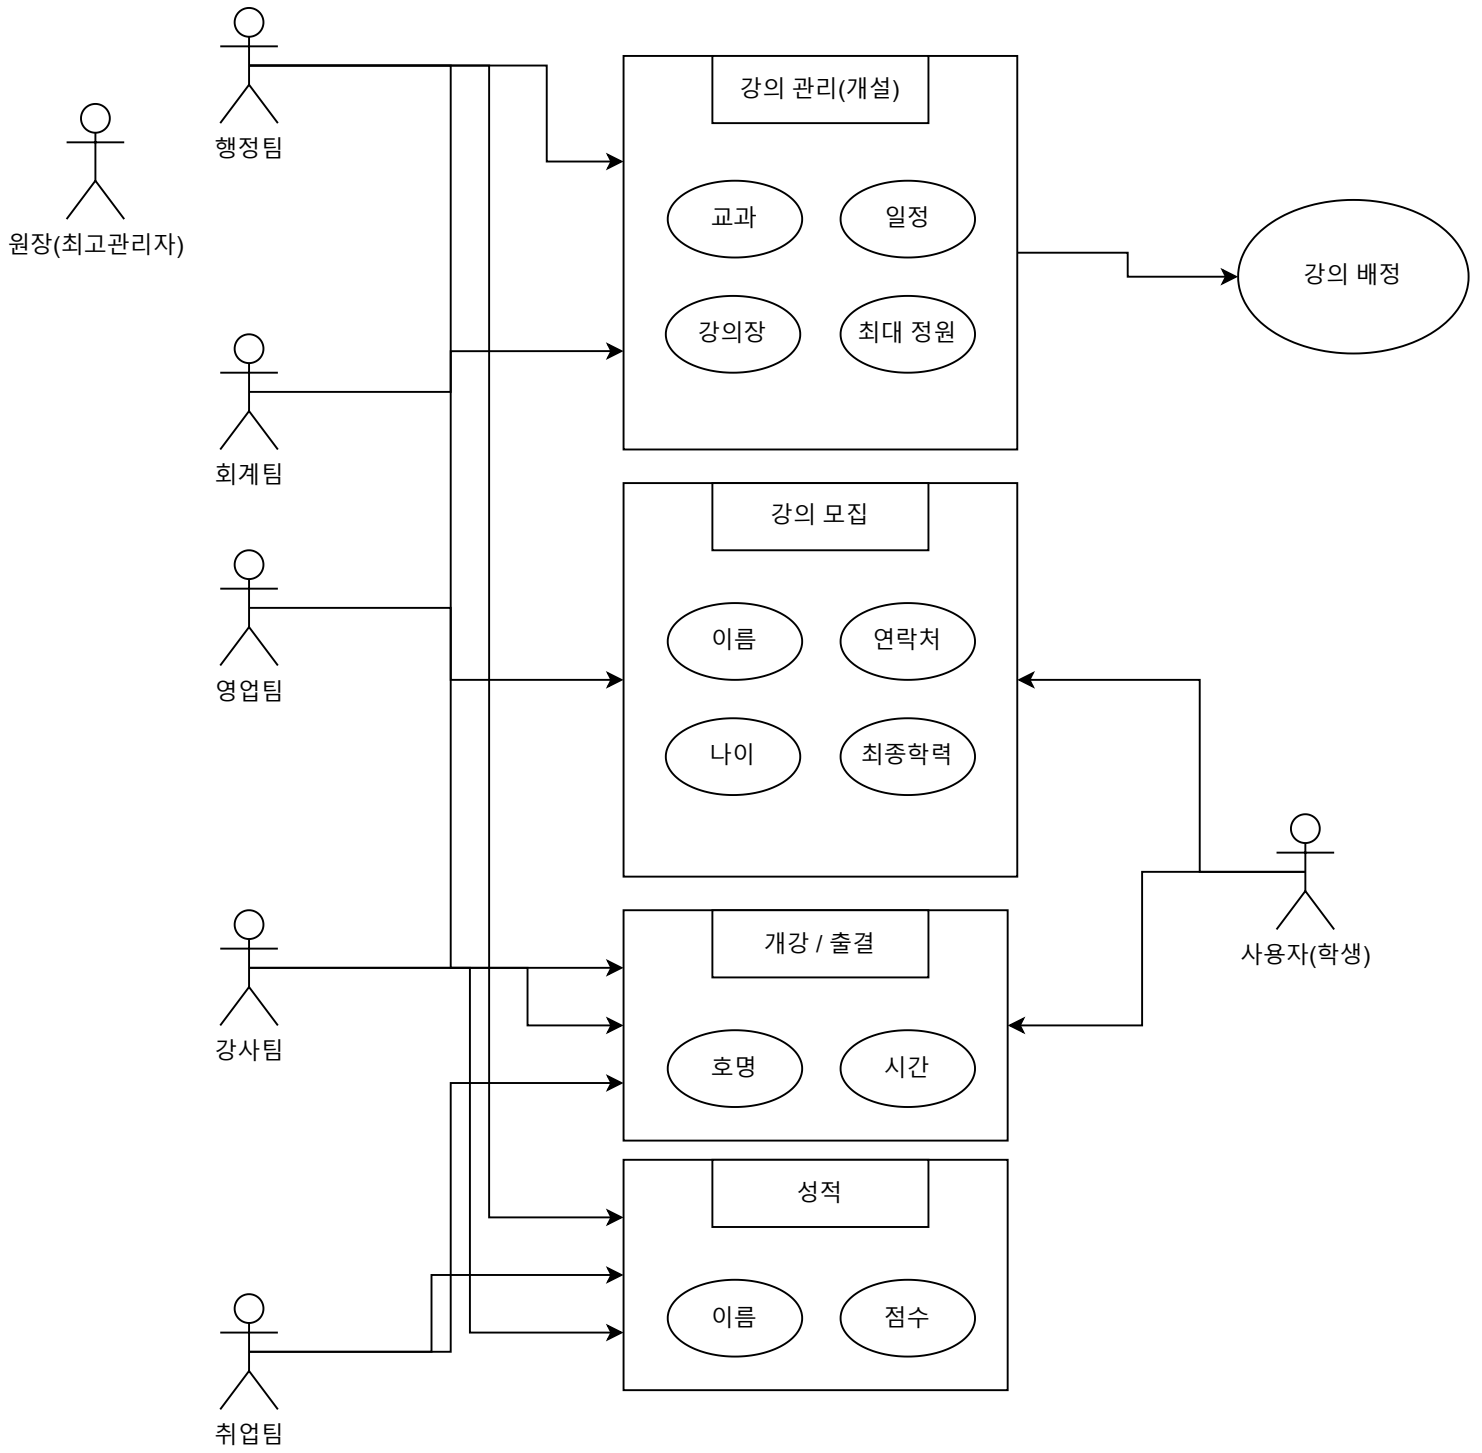 행정팀
원장(최고관리자)
회계팀
영업팀
강사팀
취업팀
강의 관리(개설)
교과
일정
강의장
최대 정원
강의 배정
강의 모집
이름
연락처
나이
최종학력
사용자(학생)
개강 / 출결
호명
시간
성적
이름
점수